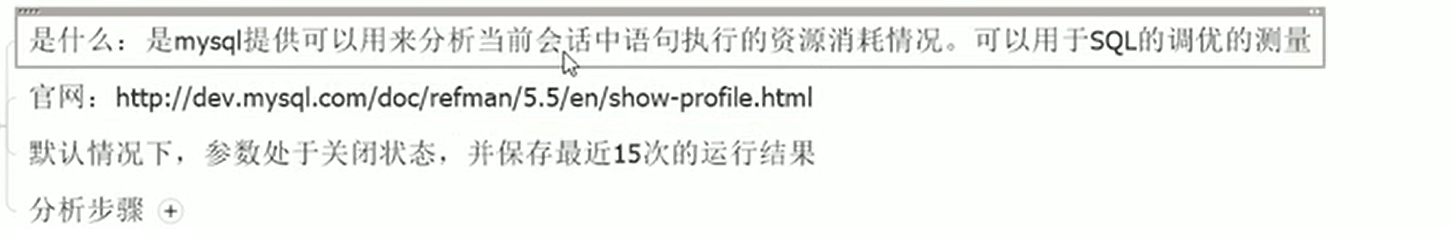 是什么：是mysql提供可以用来分析当前会话中语句执行的资源消耗情况。可以用于SQL的调优的测量
官网：http://dev.mysql.com/doc/refman/5.5/en/show-profile.html
默认情况下，参数处于关闭状态，并保存最近15次的运行结果
分析步骤